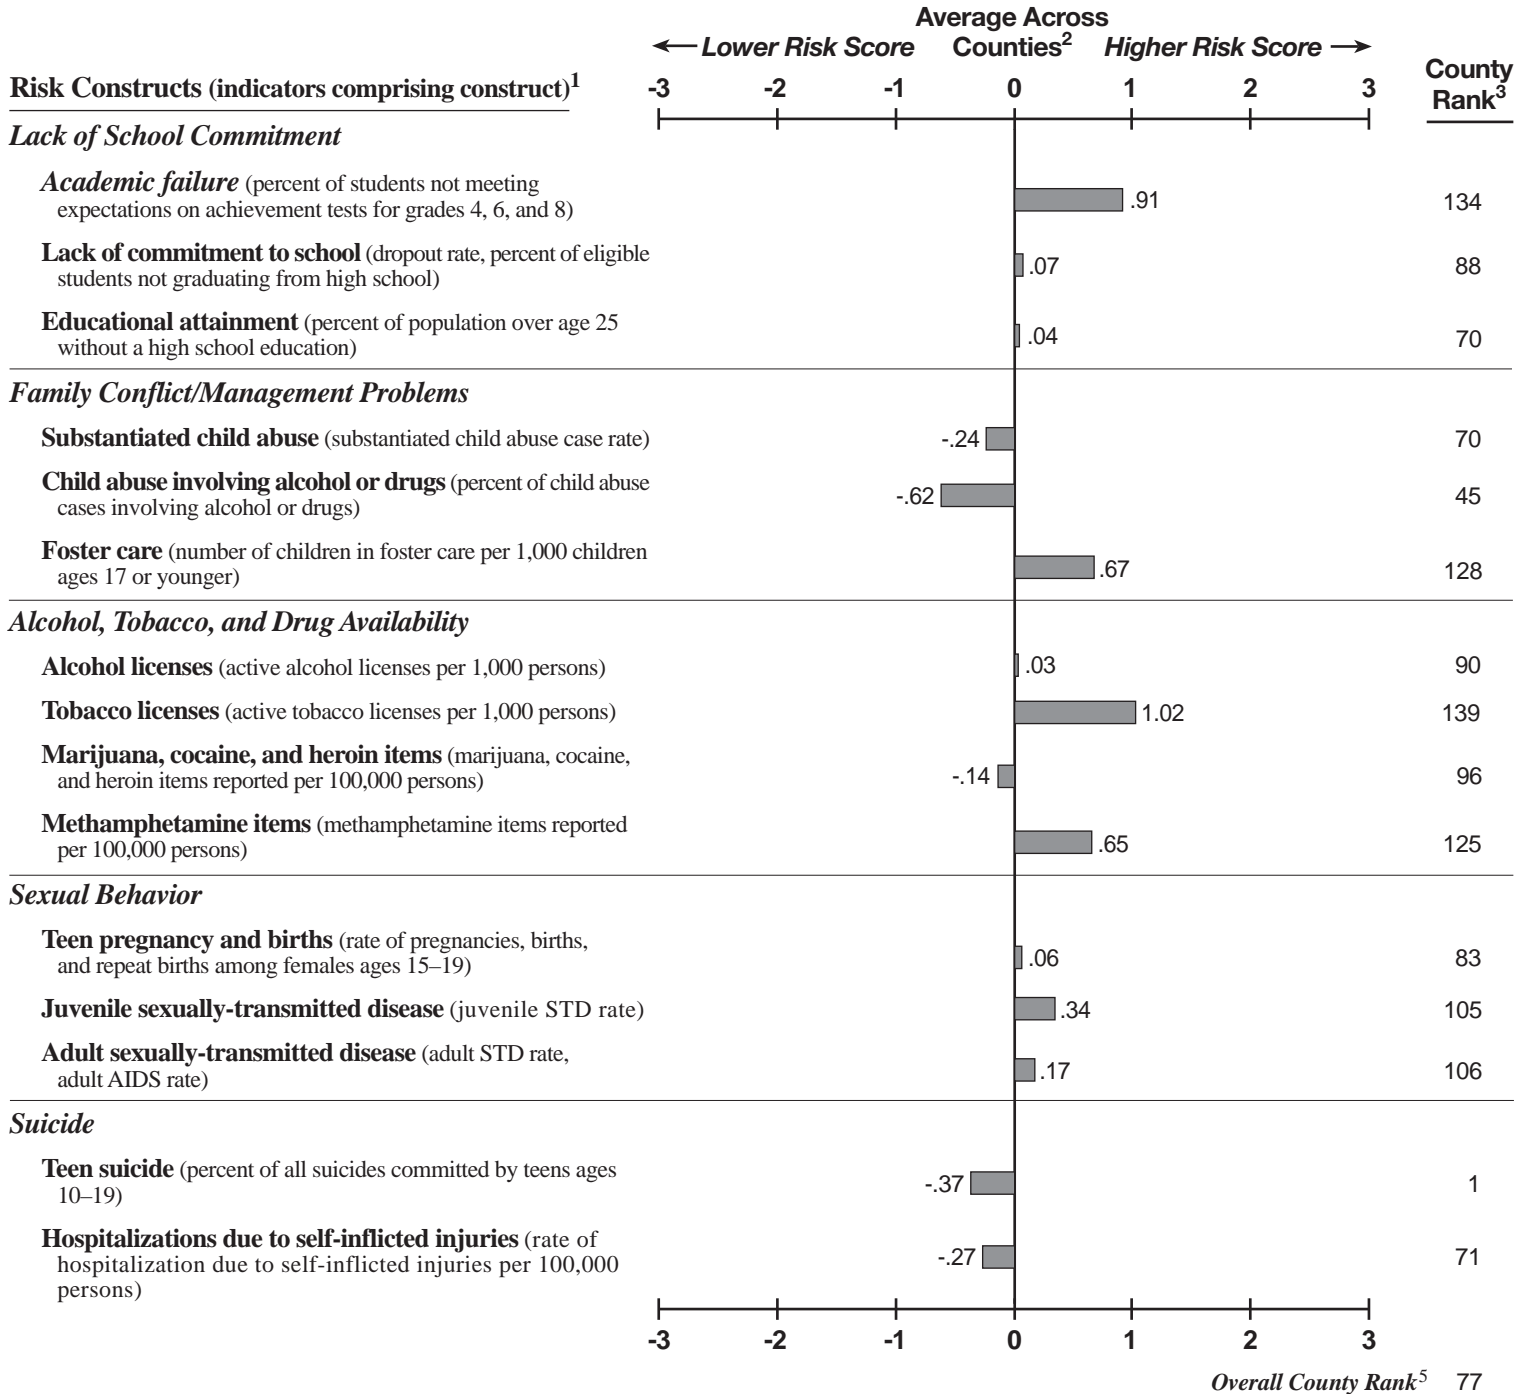 Average Across
← Lower Risk Score Counties2 Higher Risk Score →
Risk Constructs (indicators comprising construct)1 -3 -2 -1 0 1 2 3 County
Rank3
Lack of School Commitment
Academic failure (percent of students not meeting
expectations on achievement tests for grades 4, 6, and 8) .91 134
Lack of commitment to school (dropout rate, percent of eligible
students not graduating from high school) .07 88
Educational attainment (percent of population over age 25
without a high school education) .04 70
Family Conflict/Management Problems
Substantiated child abuse (substantiated child abuse case rate) -.24 70
Child abuse involving alcohol or drugs (percent of child abuse
cases involving alcohol or drugs) -.62 45
Foster care (number of children in foster care per 1,000 children
ages 17 or younger) .67 128
Alcohol, Tobacco, and Drug Availability
Alcohol licenses (active alcohol licenses per 1,000 persons) .03 90
Tobacco licenses (active tobacco licenses per 1,000 persons) 1.02 139
Marijuana, cocaine, and heroin items (marijuana, cocaine,
and heroin items reported per 100,000 persons) -.14 96
Methamphetamine items (methamphetamine items reported
per 100,000 persons) .65 125
Sexual Behavior
Teen pregnancy and births (rate of pregnancies, births,
and repeat births among females ages 15–19) .06 83
Juvenile sexually-transmitted disease (juvenile STD rate) .34 105
Adult sexually-transmitted disease (adult STD rate,
adult AIDS rate) .17 106
Suicide
Teen suicide (percent of all suicides committed by teens ages
10–19) -.37 1
Hospitalizations due to self-inflicted injuries (rate of
hospitalization due to self-inflicted injuries per 100,000
persons) -.27 71
-3 -2 -1 0 1 2 3
Overall County Rank5 77